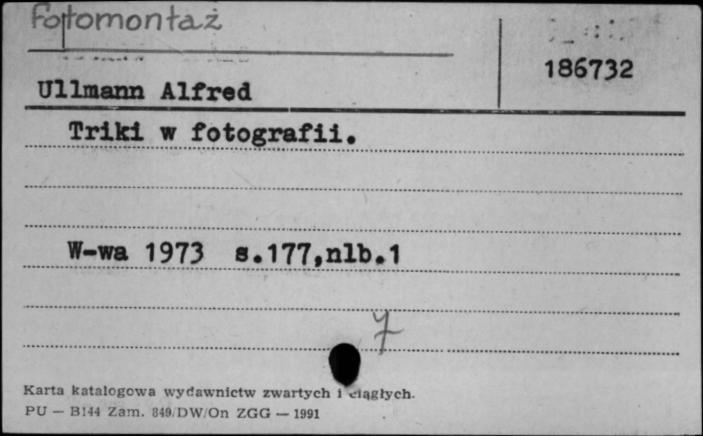 Fotomontaż
186732
Ullmann Alfred
Triki w fotografii.
W-wa 1973 s.177,nlb.1
7
Karta katalogowa wydawnictw zwartych i ciągłych.
PU — B144 Zam. 849/DW/On ZGG — 1991